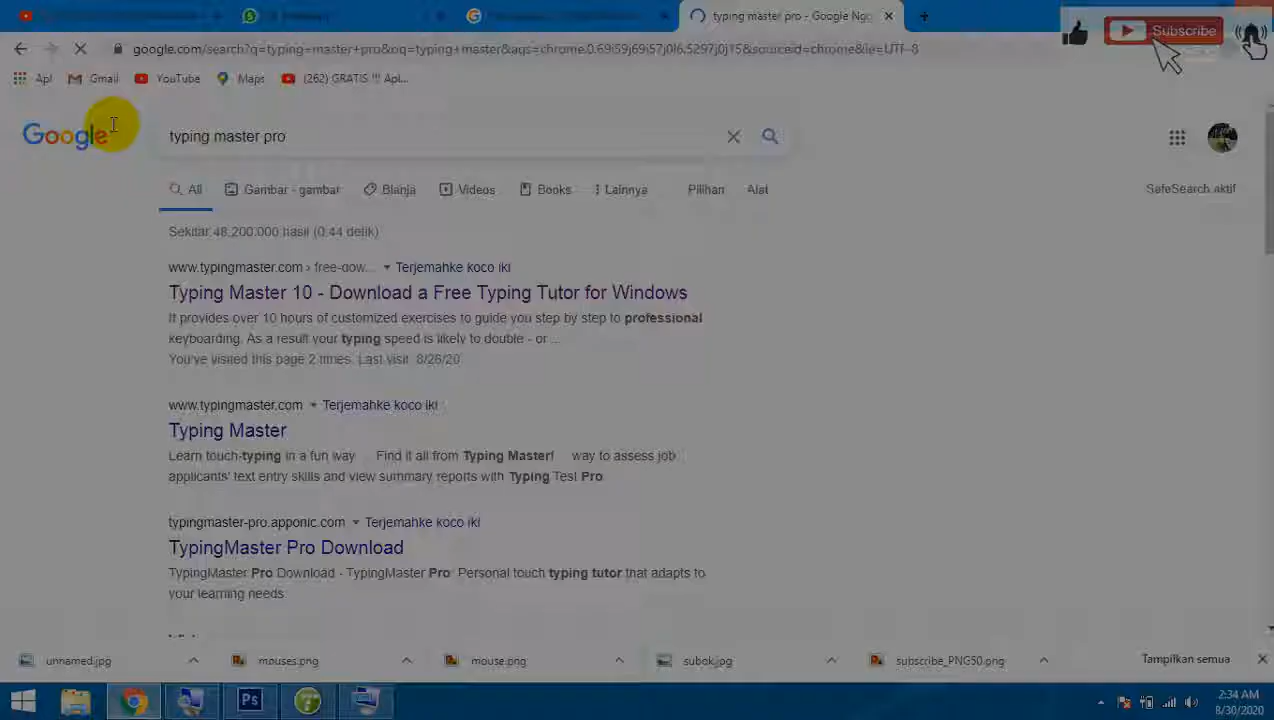 typing master pro - Google Ngo
google.com/search?q=typing+master+pro&oq=typing+master&aqs=chrome.0.69i59j69i57j0l6.5297j0j15&sourceid=chrome&ie=UTF-8
Subscribe
Apl
Gmail
YouTube
Maps
(262) GRATIS !!! Apl...
Google
typing master pro
All
Gambar - gambar
Blanja
Videos
Books
Lainnya
Pilihan
Alat
SafeSearch aktif
Sekitar 48.200.000 hasil (0,44 detik)
www.typingmaster.com › free-dow... Terjemahke koco iki
Typing Master 10 - Download a Free Typing Tutor for Windows
It provides over 10 hours of customized exercises to guide you step by step to professional
keyboarding. As a result your typing speed is likely to double - or ...
You've visited this page 2 times. Last visit: 8/26/20
www.typingmaster.com Terjemahke koco iki
Typing Master
Learn touch-typing in a fun way ... Find it all from Typing Master! ... way to assess job
applicants' text entry skills and view summary reports with Typing Test Pro
typingmaster-pro.apponic.com Terjemahke koco iki
TypingMaster Pro Download
TypingMaster Pro Download - TypingMaster Pro Personal touch typing tutor that adapts to
your learning needs
unnamed.jpg
mouses.png
mouse.png
subok.jpg
subscribe_PNG50.png
Tampilkan semua
Ps
2:34 AM
8/30/2020